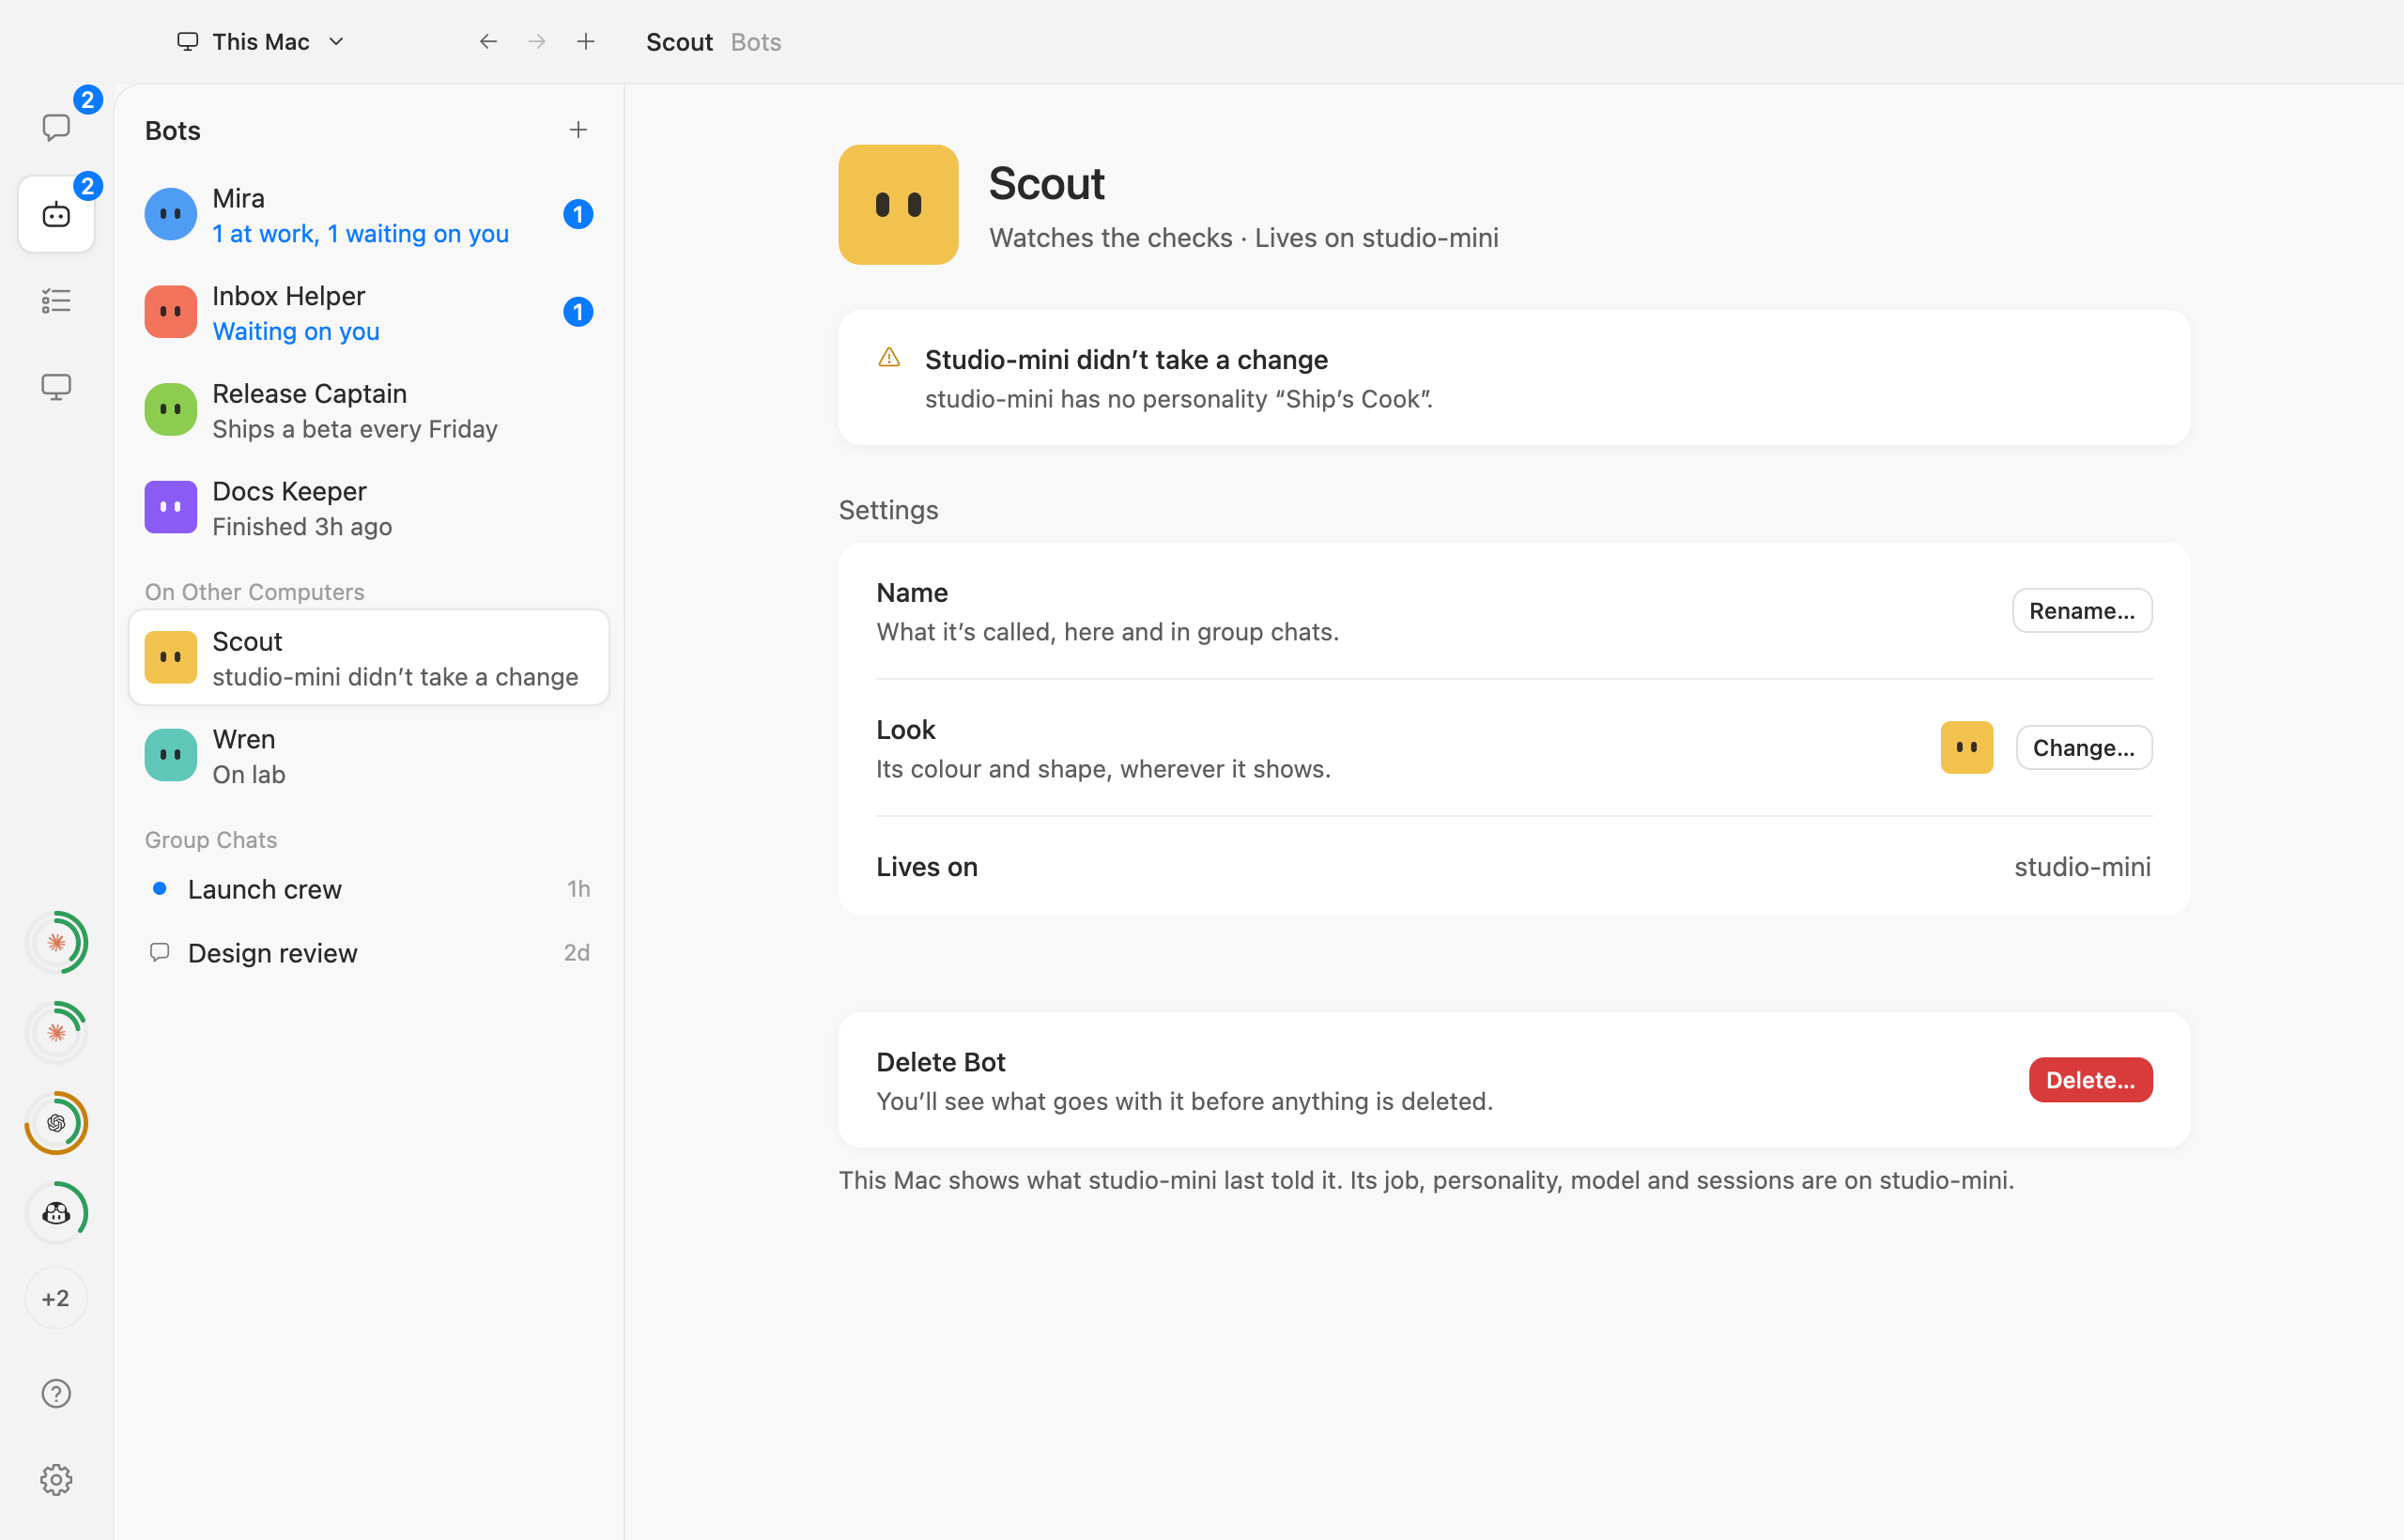 This Mac
Scout Bots
2
2
Bots
Mira
1 at work, 1 waiting on you
1
Inbox Helper
Waiting on you
1
Release Captain
Ships a beta every Friday
Docs Keeper
Finished 3h ago
On Other Computers
Scout
studio-mini didn’t take a change
Wren
On lab
Group Chats
Launch crew 1h
Design review 2d
+2
Scout
Watches the checks · Lives on studio-mini
Studio-mini didn’t take a change
studio-mini has no personality “Ship’s Cook”.
Settings
Name
What it’s called, here and in group chats.
Rename...
Look
Its colour and shape, wherever it shows.
Change...
Lives on studio-mini
Delete Bot
You’ll see what goes with it before anything is deleted.
Delete...
This Mac shows what studio-mini last told it. Its job, personality, model and sessions are on studio-mini.